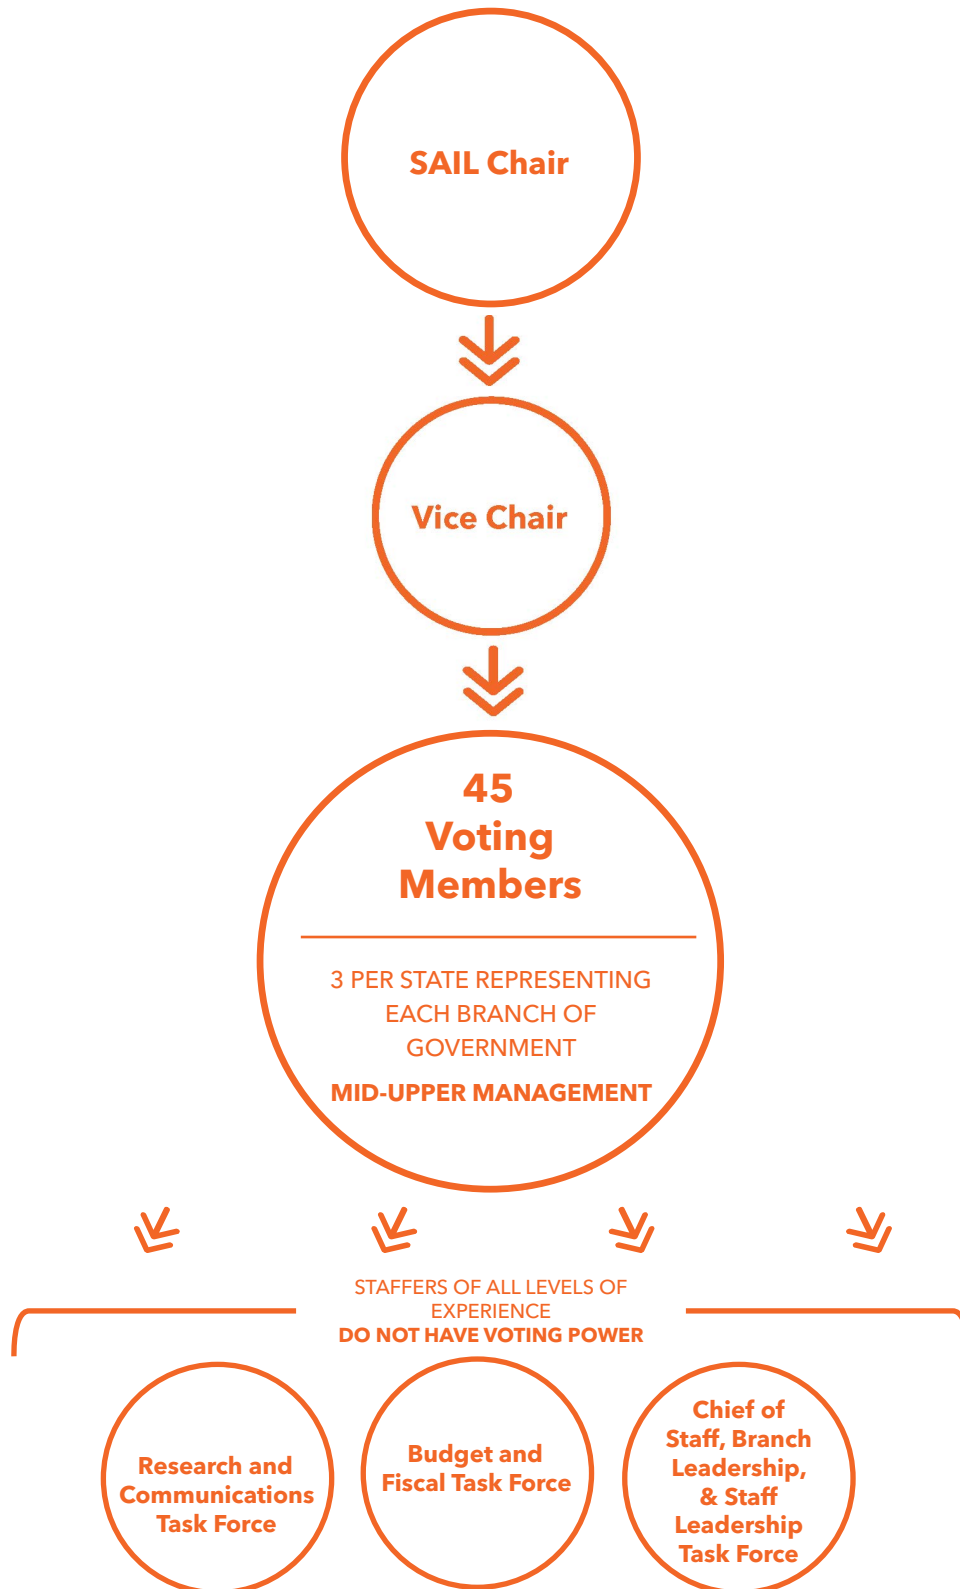 SAIL Chair
Vice Chair
45
Voting
Members
3 PER STATE REPRESENTING
EACH BRANCH OF
GOVERNMENT
MID-UPPER MANAGEMENT
STAFFERS OF ALL LEVELS OF
EXPERIENCE
DO NOT HAVE VOTING POWER
Research and
Communications
Task Force
Budget and
Fiscal Task Force
Chief of
Staff, Branch
Leadership,
& Staff
Leadership
Task Force